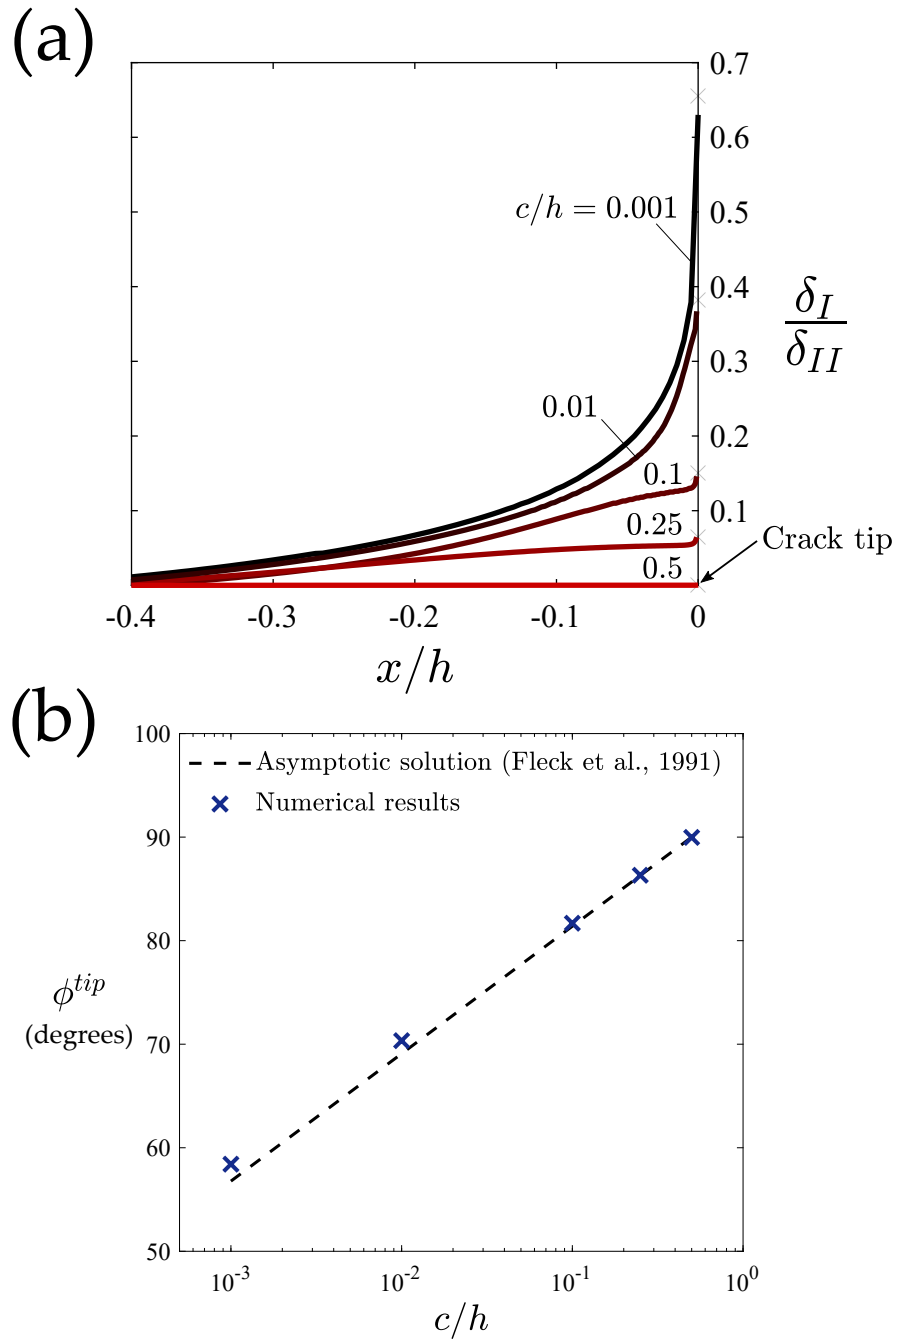 (a)
0.7
0.6
c/h = 0.001
0.5
0.4
δ_I / δ_II
0.3
0.01
0.2
0.1
0.1
0.25
Crack tip
0.5
-0.4 -0.3 -0.2 -0.1 0
x/h
(b)
100
Asymptotic solution (Fleck et al., 1991)
Numerical results
90
80
ϕ^tip
(degrees)
70
60
50
10^-3 10^-2 10^-1 10^0
c/h